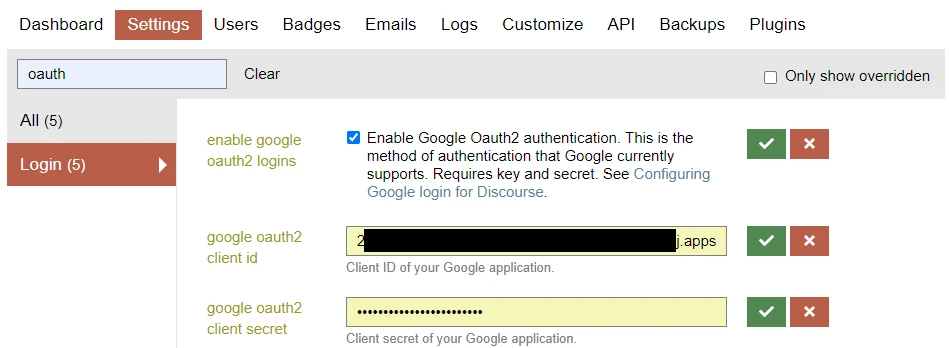 Dashboard Settings Users Badges Emails Logs Customize API Backups Plugins
oauth Clear Only show overridden
All (5)
Login (5)
enable google
oauth2 logins
Enable Google Oauth2 authentication. This is the
method of authentication that Google currently
supports. Requires key and secret. See Configuring
Google login for Discourse.
google oauth2
client id
2 j.apps
Client ID of your Google application.
google oauth2
client secret
••••••••••••••••••••••••
Client secret of your Google application.